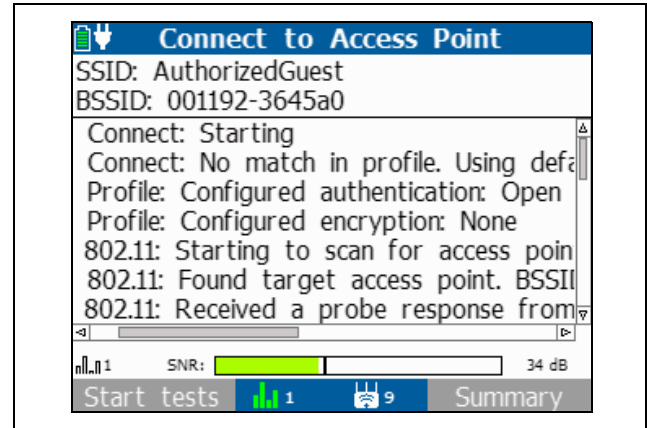 Connect to Access Point
SSID: AuthorizedGuest
BSSID: 001192-3645a0
Connect: Starting
Connect: No match in profile. Using defa
Profile: Configured authentication: Open
Profile: Configured encryption: None
802.11: Starting to scan for access poin
802.11: Found target access point. BSSI
802.11: Received a probe response from
1 SNR: 34 dB
Start tests 1 9 Summary